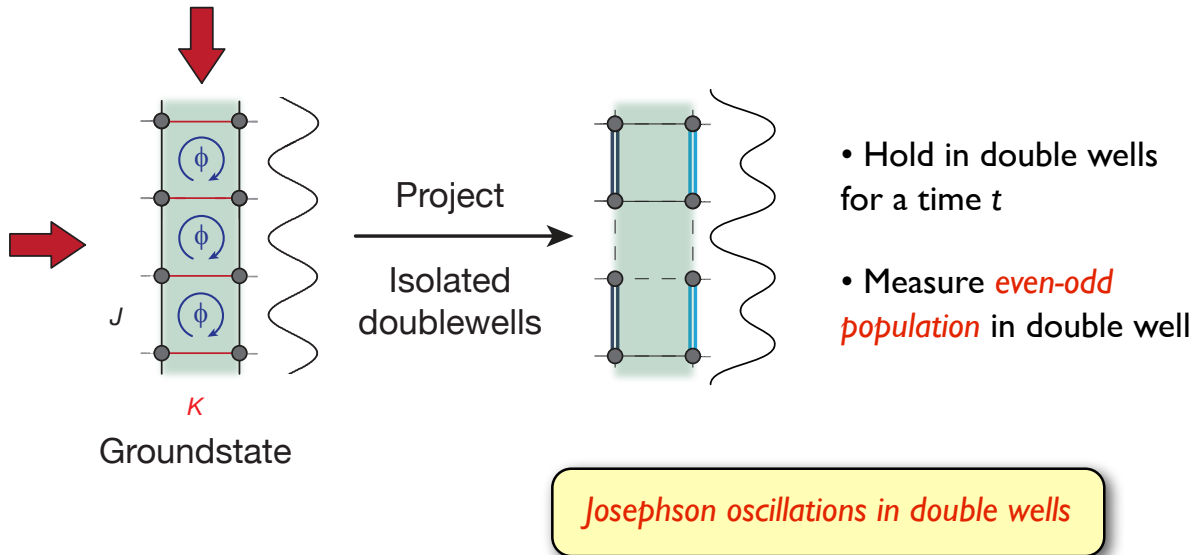 ϕ
ϕ
ϕ
J
K
Groundstate
Project
Isolated
doublewells
• Hold in double wells
for a time t
• Measure even-odd
population in double well
Josephson oscillations in double wells